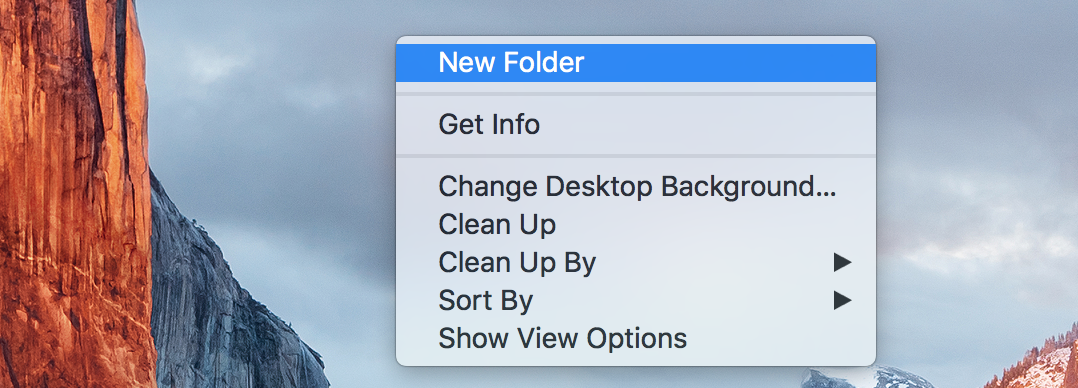 New Folder
Get Info
Change Desktop Background...
Clean Up
Clean Up By
Sort By
Show View Options